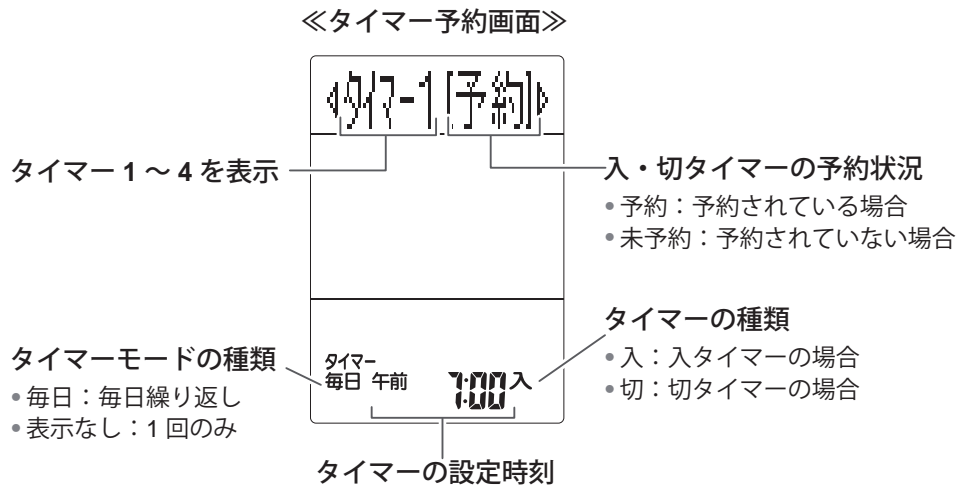 ≪タイマー予約画面≫
タイマー1 [予約]
タイマー 1 ～ 4 を表示
入・切タイマーの予約状況
• 予約：予約されている場合
• 未予約：予約されていない場合
タイマーの種類
• 入：入タイマーの場合
• 切：切タイマーの場合
タイマーモードの種類
• 毎日：毎日繰り返し
• 表示なし：1 回のみ
タイマー
毎日 午前 7:00 入
タイマーの設定時刻